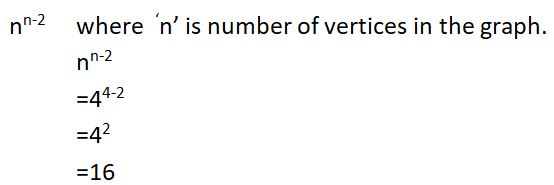 nⁿ⁻² where ‘n’ is number of vertices in the graph.
nⁿ⁻²
=4⁴⁻²
=4²
=16